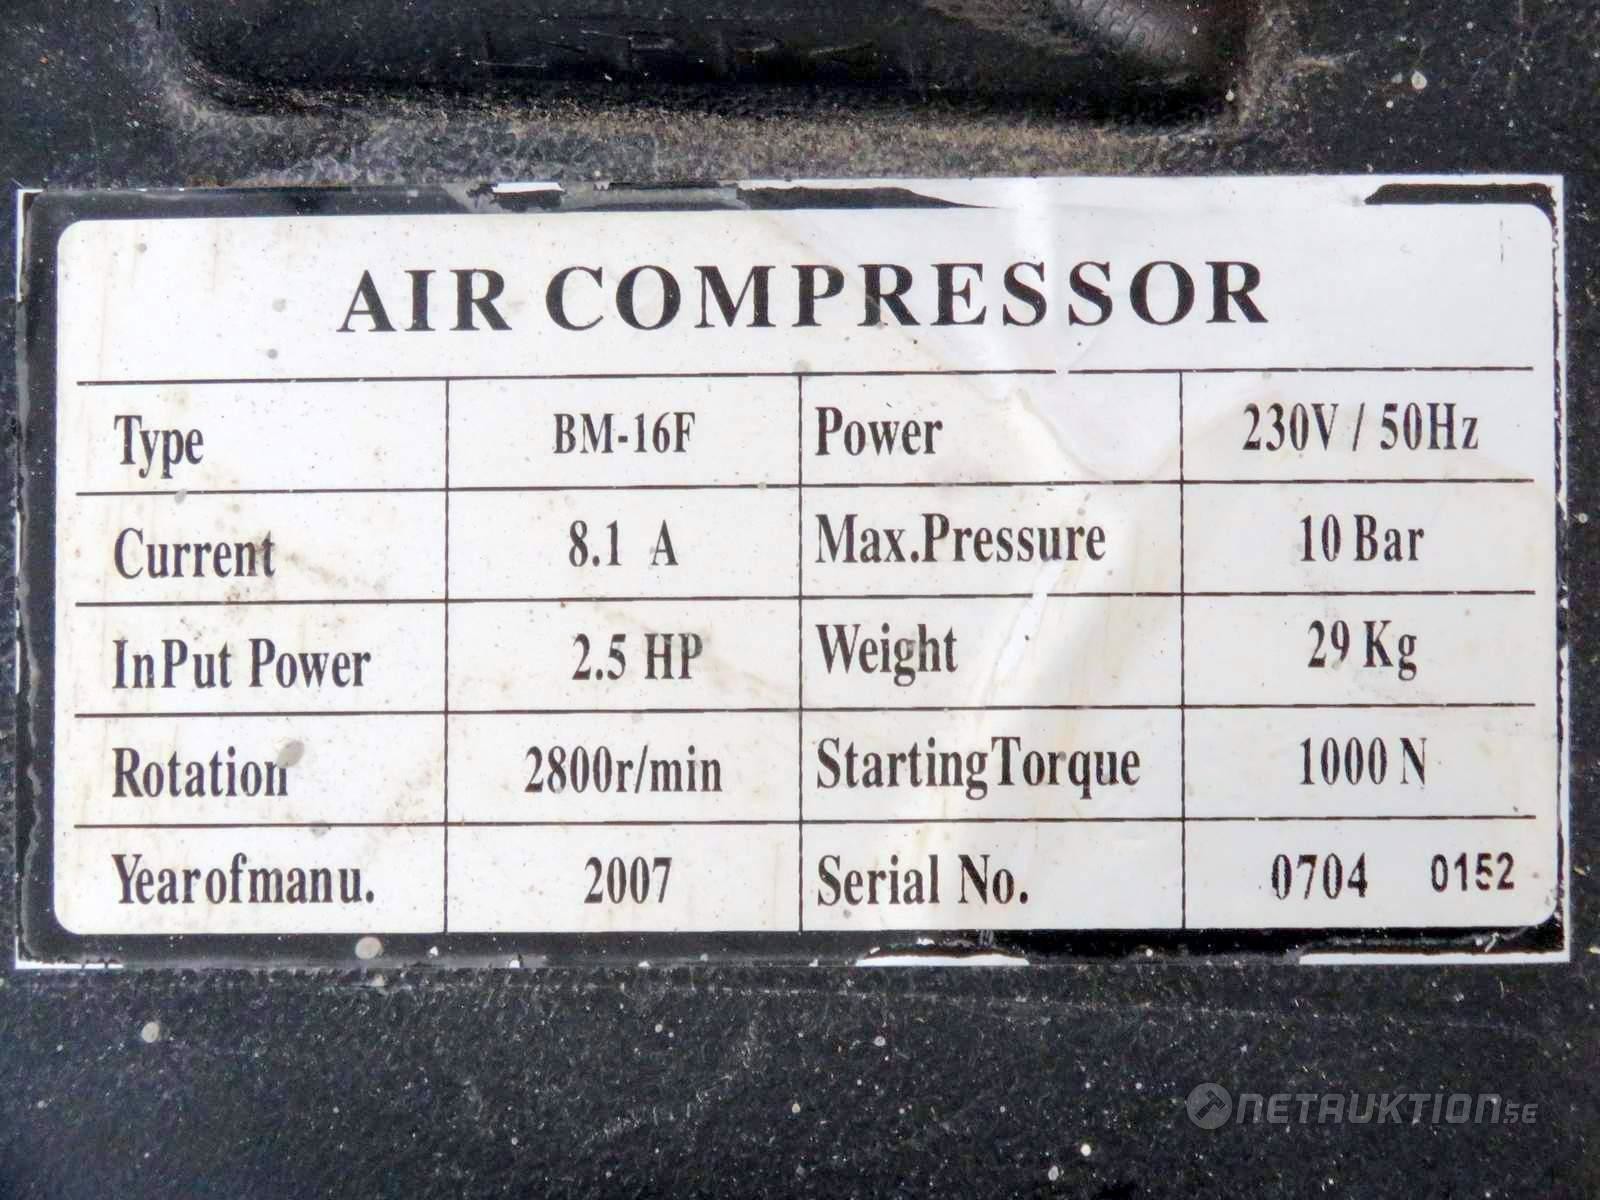 AIR COMPRESSOR
Type BM-16F Power 230V / 50Hz
Current 8.1 A Max.Pressure 10 Bar
InPut Power 2.5 HP Weight 29 Kg
Rotation 2800r/min StartingTorque 1000 N
Yearofmanu. 2007 Serial No. 0704 0152
NETAUKTION.SE